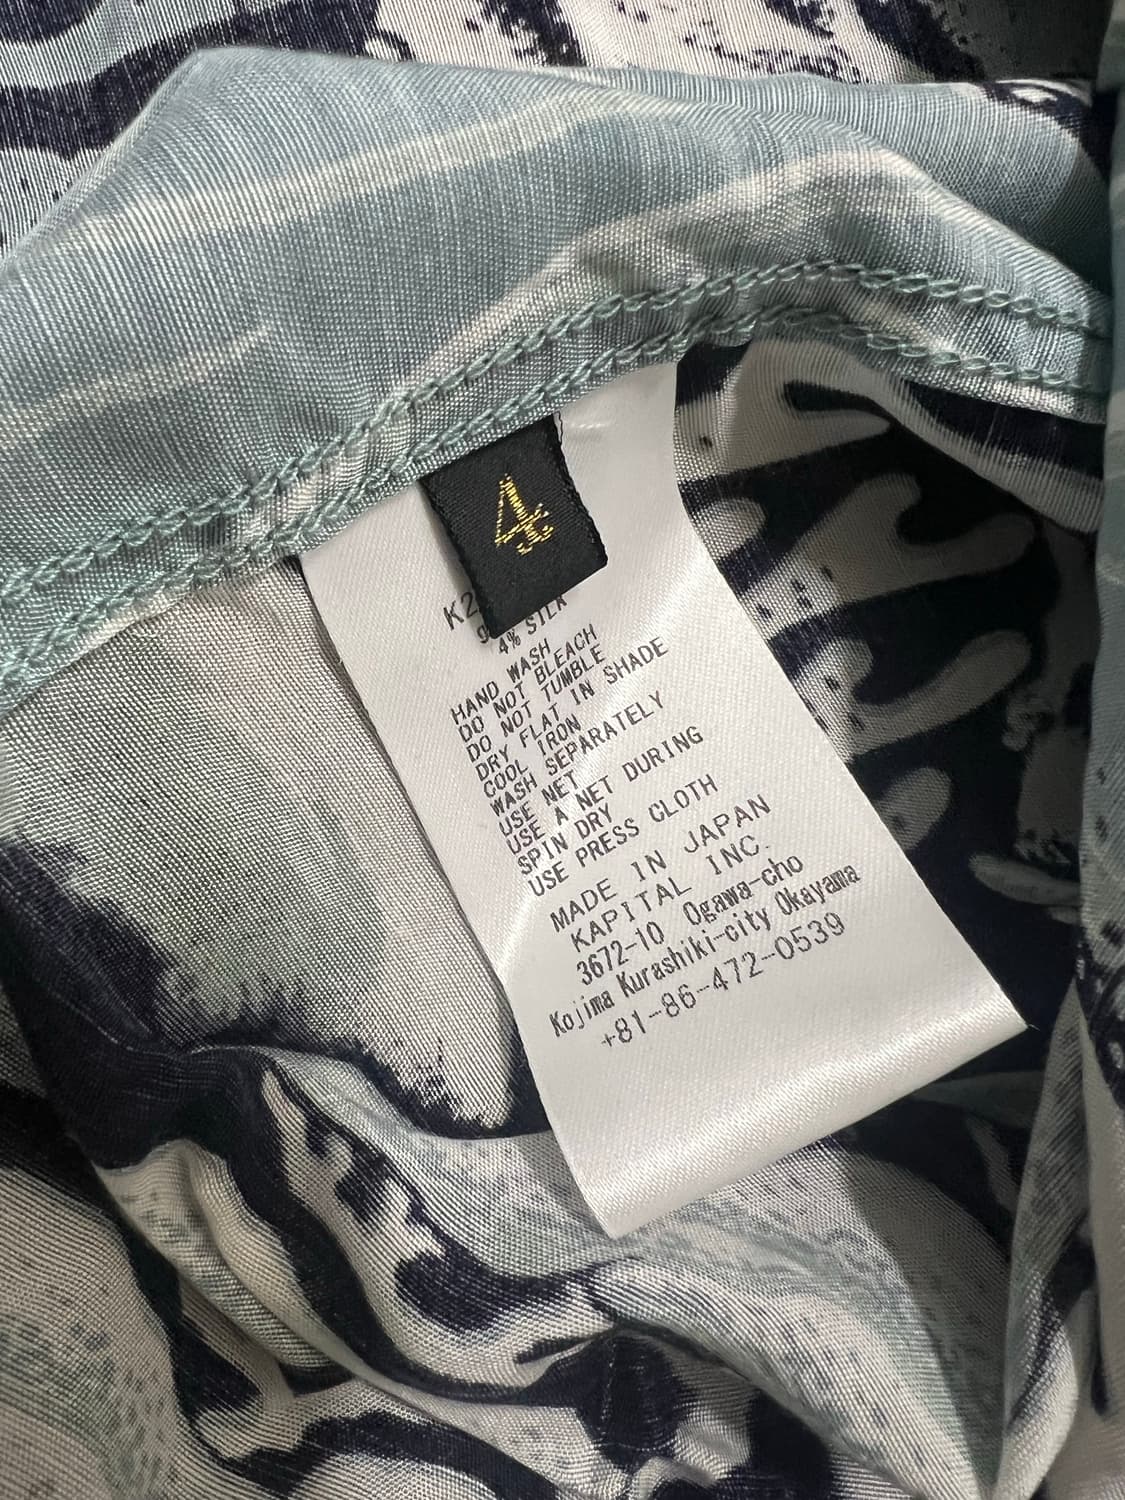 4
4% SILK
HAND WASH
DO NOT BLEACH
DO NOT TUMBLE
DRY FLAT IN SHADE
COOL IRON
WASH SEPARATELY
USE NET
USE A NET DURING
SPIN DRY
USE PRESS CLOTH
MADE IN JAPAN
KAPITAL INC.
3672-10 Ogawa-cho
Kojima Kurashiki-city Okayama
+81-86-472-0539